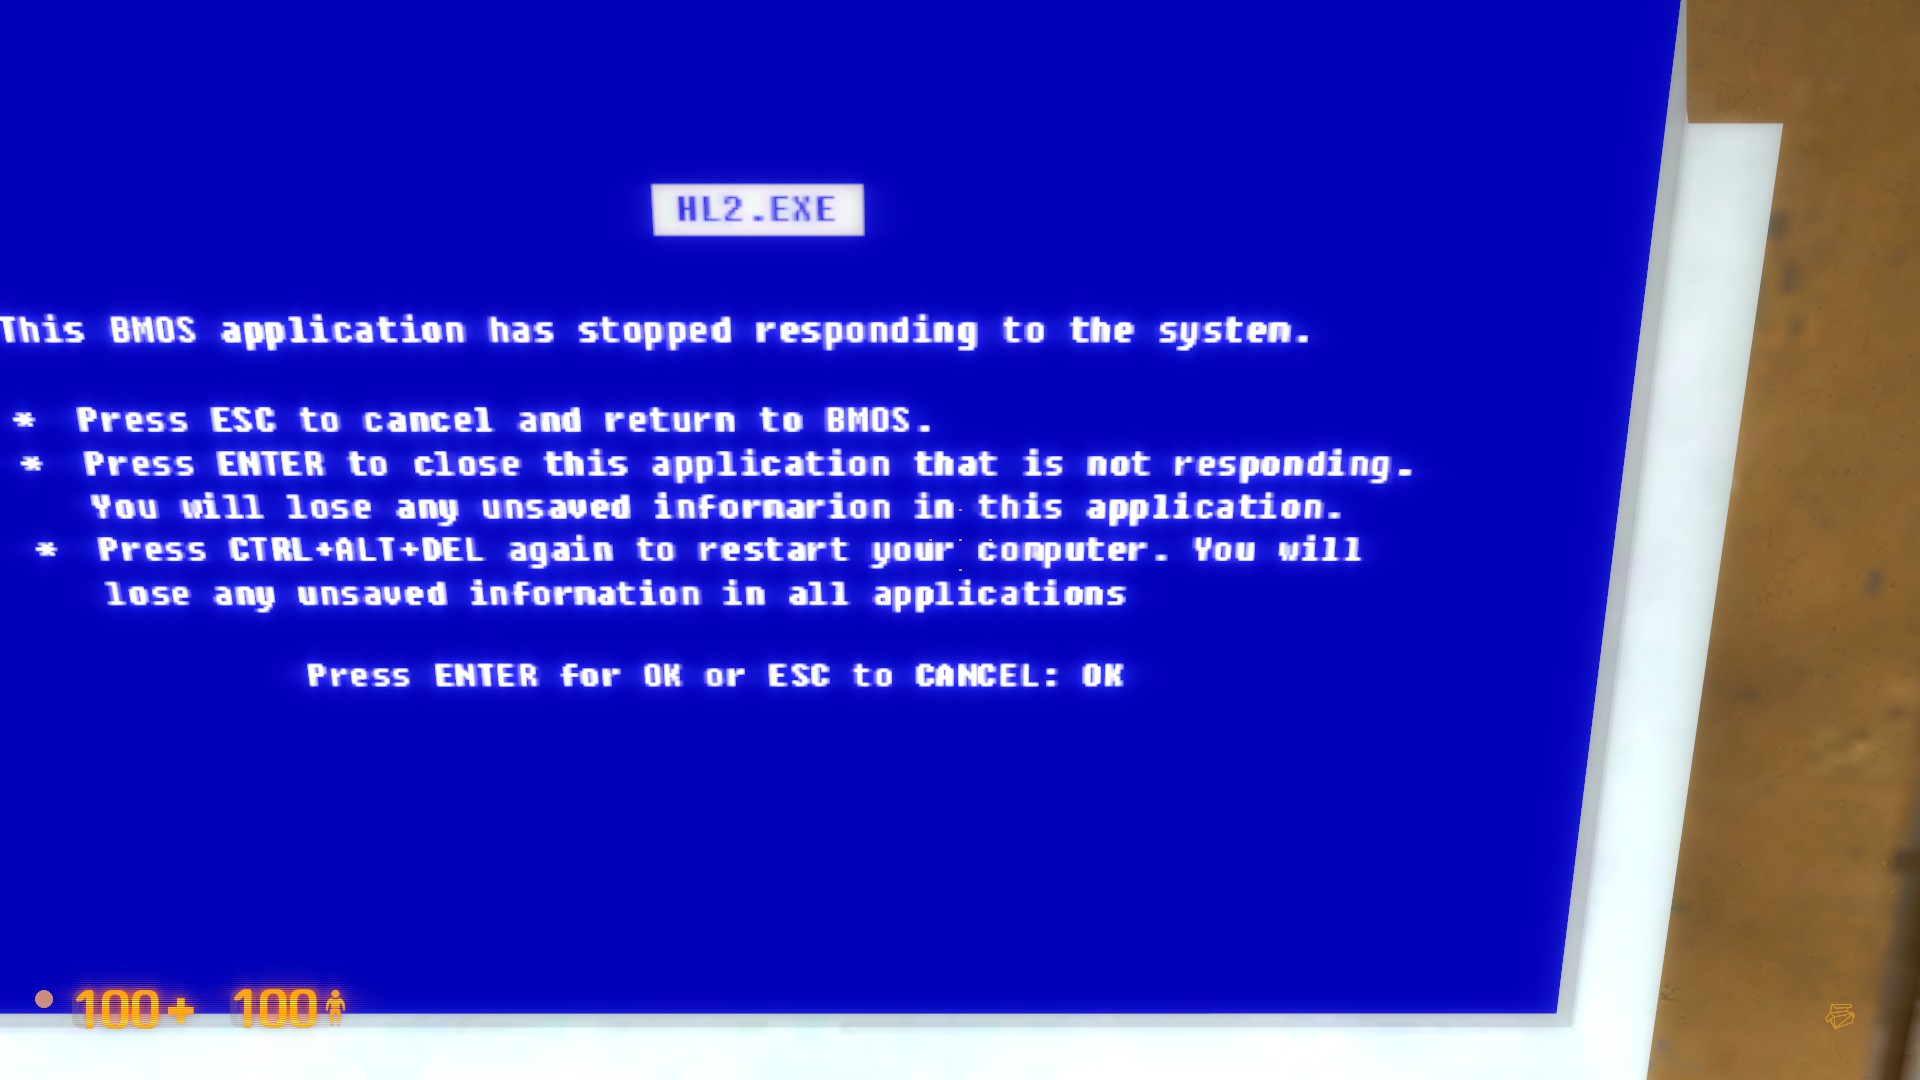 HL2.EXE
This BMOS application has stopped responding to the system.
* Press ESC to cancel and return to BMOS.
* Press ENTER to close this application that is not responding.
You will lose any unsaved informarion in this application.
* Press CTRL+ALT+DEL again to restart your computer. You will
lose any unsaved information in all applications
Press ENTER for OK or ESC to CANCEL: OK
100+ 100